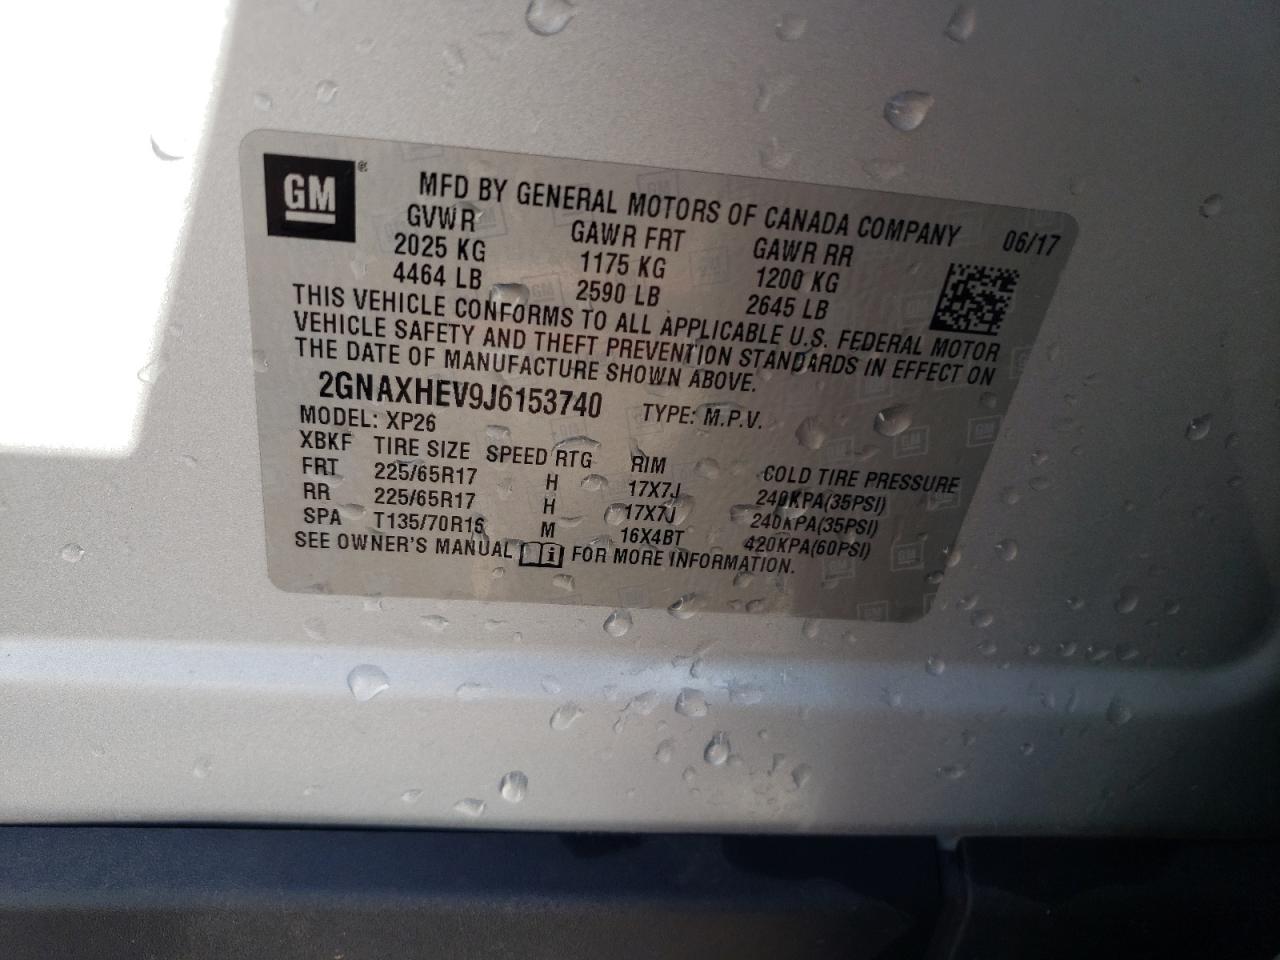 GM ® MFD BY GENERAL MOTORS OF CANADA COMPANY 06/17
GVWR GAWR FRT GAWR RR
2025 KG 1175 KG 1200 KG
4464 LB 2590 LB 2645 LB
THIS VEHICLE CONFORMS TO ALL APPLICABLE U.S. FEDERAL MOTOR
VEHICLE SAFETY AND THEFT PREVENTION STANDARDS IN EFFECT ON
THE DATE OF MANUFACTURE SHOWN ABOVE.
2GNAXHEV9J6153740 TYPE: M.P.V.
MODEL: XP26
XBKF TIRE SIZE SPEED RTG RIM COLD TIRE PRESSURE
FRT 225/65R17 H 17X7J 240KPA(35PSI)
RR 225/65R17 H 17X7J 240KPA(35PSI)
SPA T135/70R16 M 16X4BT 420KPA(60PSI)
SEE OWNER'S MANUAL i FOR MORE INFORMATION.